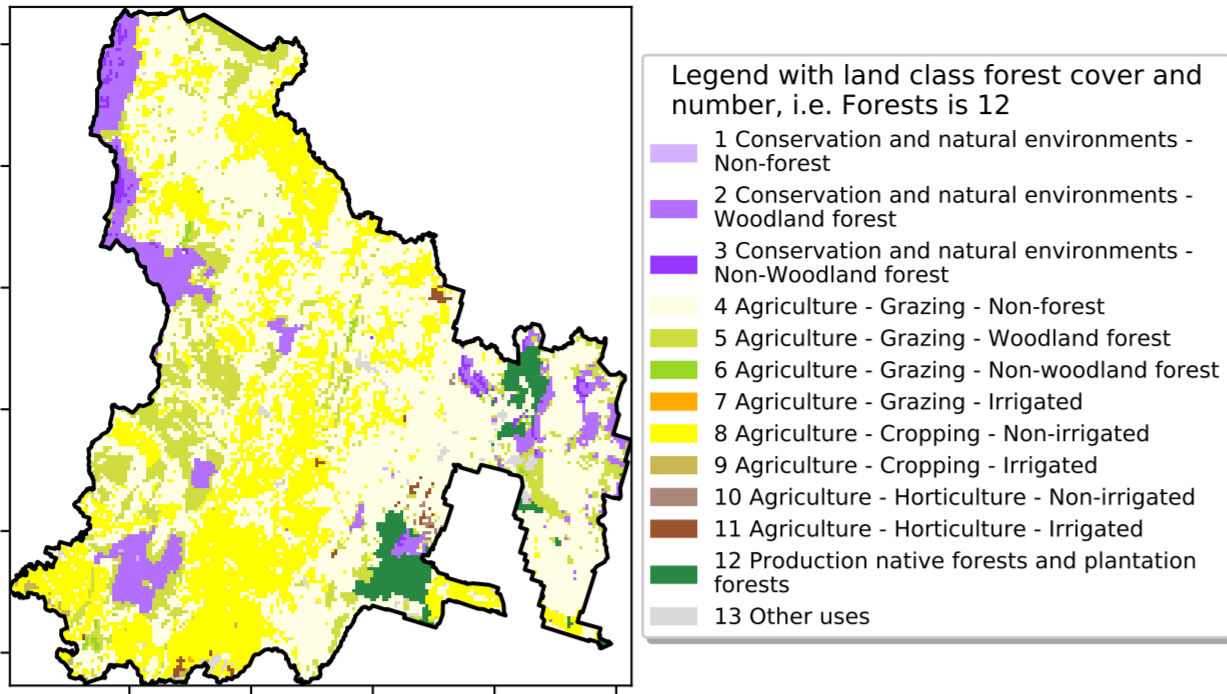 Legend with land class forest cover and
number, i.e. Forests is 12
1 Conservation and natural environments -
Non-forest
2 Conservation and natural environments -
Woodland forest
3 Conservation and natural environments -
Non-Woodland forest
4 Agriculture - Grazing - Non-forest
5 Agriculture - Grazing - Woodland forest
6 Agriculture - Grazing - Non-woodland forest
7 Agriculture - Grazing - Irrigated
8 Agriculture - Cropping - Non-irrigated
9 Agriculture - Cropping - Irrigated
10 Agriculture - Horticulture - Non-irrigated
11 Agriculture - Horticulture - Irrigated
12 Production native forests and plantation
forests
13 Other uses